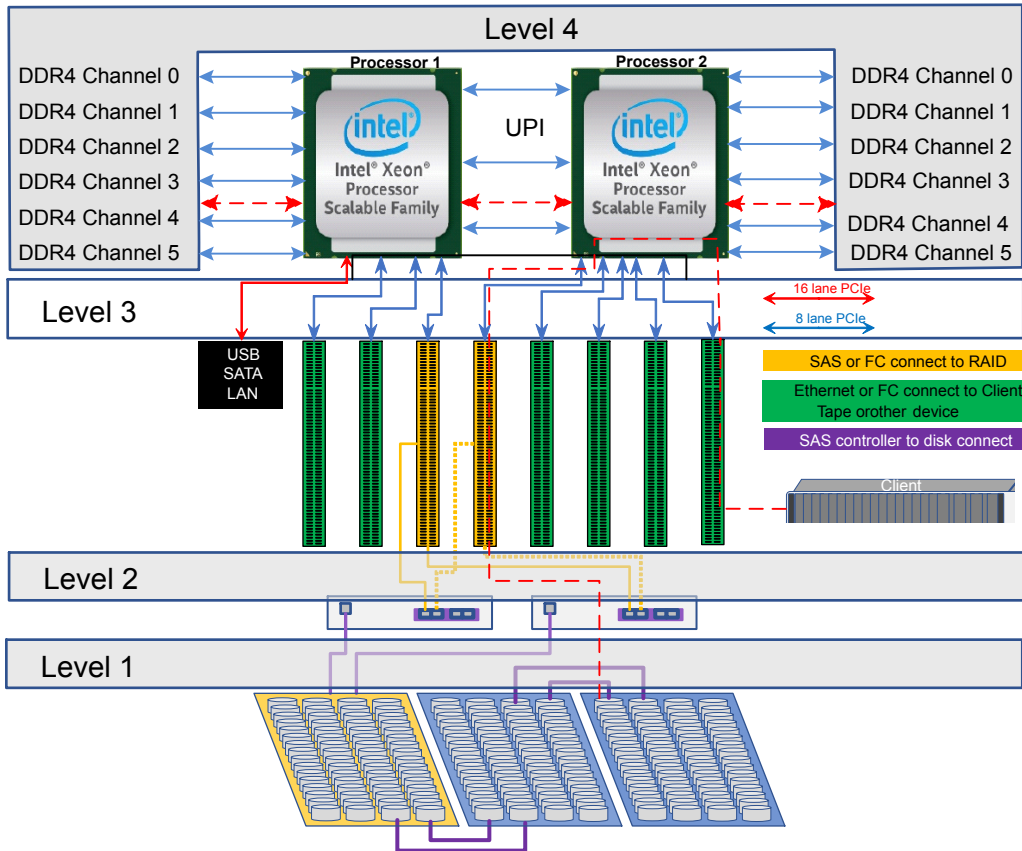 Level 4
Processor 1
Processor 2
DDR4 Channel 0
DDR4 Channel 1
DDR4 Channel 2
DDR4 Channel 3
DDR4 Channel 4
DDR4 Channel 5
intel
Intel® Xeon®
Processor
Scalable Family
UPI
intel
Intel® Xeon®
Processor
Scalable Family
DDR4 Channel 0
DDR4 Channel 1
DDR4 Channel 2
DDR4 Channel 3
DDR4 Channel 4
DDR4 Channel 5
Level 3
16 lane PCIe
8 lane PCIe
USB
SATA
LAN
SAS or FC connect to RAID
Ethernet or FC connect to Client
Tape orother device
SAS controller to disk connect
Client
Level 2
Level 1